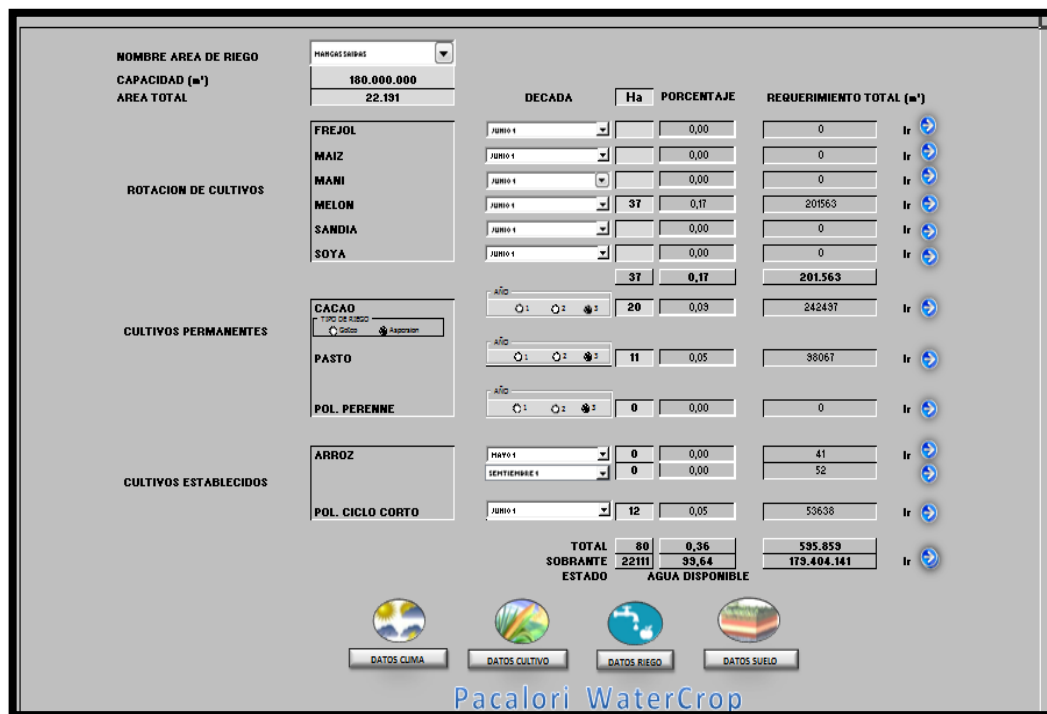 NOMBRE AREA DE RIEGO MANGAS SAIBAS
CAPACIDAD (m³) 180.000.000
AREA TOTAL 22.191 DECADA Ha PORCENTAJE REQUERIMIENTO TOTAL (m³)
FREJOL JUNIO 1 0,00 0 Ir
MAIZ JUNIO 1 0,00 0 Ir
MANI JUNIO 1 0,00 0 Ir
ROTACION DE CULTIVOS
MELON JUNIO 1 37 0,17 201563 Ir
SANDIA JUNIO 1 0,00 0 Ir
SOYA JUNIO 1 0,00 0 Ir
37 0,17 201.563
AÑO
CACAO 1 2 3 20 0,09 242497 Ir
TIPO DE RIEGO
Goteo Aspersion
CULTIVOS PERMANENTES
AÑO
PASTO 1 2 3 11 0,05 98067 Ir
AÑO
POL. PERENNE 1 2 3 0 0,00 0 Ir
ARROZ MAYO 1 0 0,00 41 Ir
SEMTIEMBRE 1 0 0,00 52
CULTIVOS ESTABLECIDOS
POL. CICLO CORTO JUNIO 1 12 0,05 53638 Ir
TOTAL 80 0,36 595.859
SOBRANTE 22111 99,64 179.404.141 Ir
ESTADO AGUA DISPONIBLE
DATOS CLIMA DATOS CULTIVO DATOS RIEGO DATOS SUELO
Pacalori WaterCrop